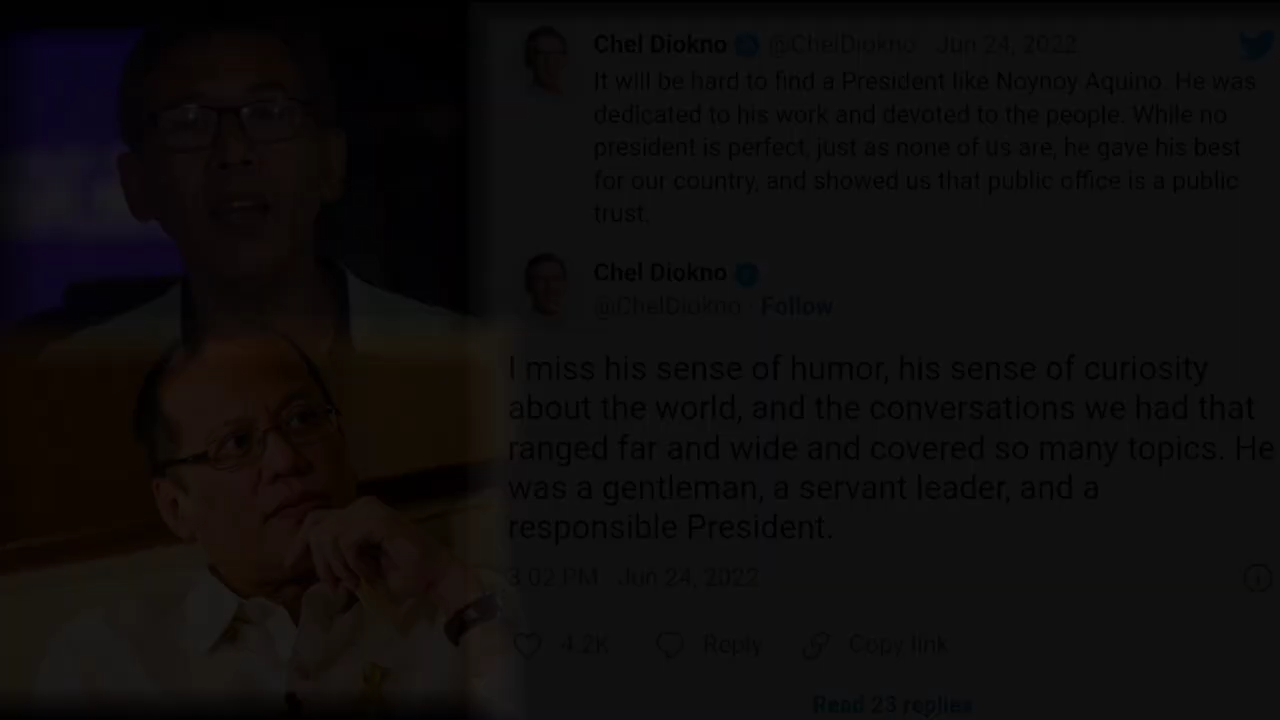 Chel Diokno @ChelDiokno · Jun 24, 2022
It will be hard to find a President like Noynoy Aquino. He was
dedicated to his work and devoted to the people. While no
president is perfect, just as none of us are, he gave his best
for our country, and showed us that public office is a public
trust.
Chel Diokno
@ChelDiokno · Follow
I miss his sense of humor, his sense of curiosity
about the world, and the conversations we had that
ranged far and wide and covered so many topics. He
was a gentleman, a servant leader, and a
responsible President.
3:02 PM · Jun 24, 2022
4.2K Reply Copy link
Read 23 replies